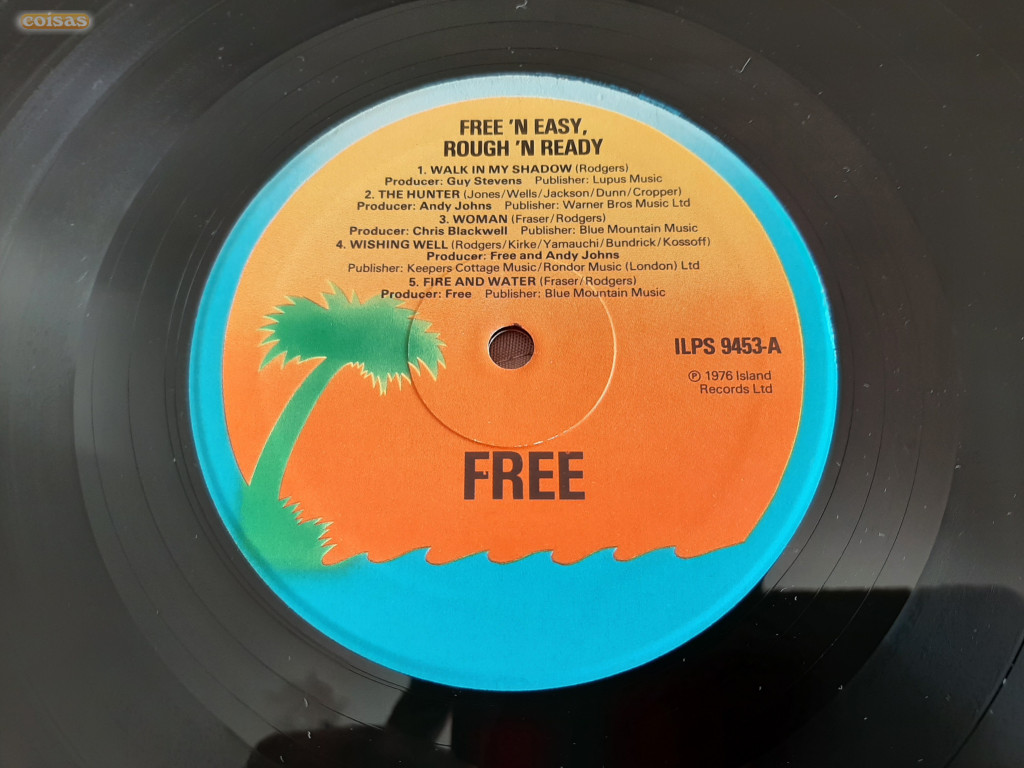 coisas
FREE 'N EASY,
ROUGH 'N READY
1. WALK IN MY SHADOW (Rodgers)
Producer: Guy Stevens Publisher: Lupus Music
2. THE HUNTER (Jones/Wells/Jackson/Dunn/Cropper)
Producer: Andy Johns Publisher: Warner Bros Music Ltd
3. WOMAN (Fraser/Rodgers)
Producer: Chris Blackwell Publisher: Blue Mountain Music
4. WISHING WELL (Rodgers/Kirke/Yamauchi/Bundrick/Kossoff)
Producer: Free and Andy Johns
Publisher: Keepers Cottage Music/Rondor Music (London) Ltd
5. FIRE AND WATER (Fraser/Rodgers)
Producer: Free Publisher: Blue Mountain Music
ILPS 9453-A
℗ 1976 Island
Records Ltd
FREE